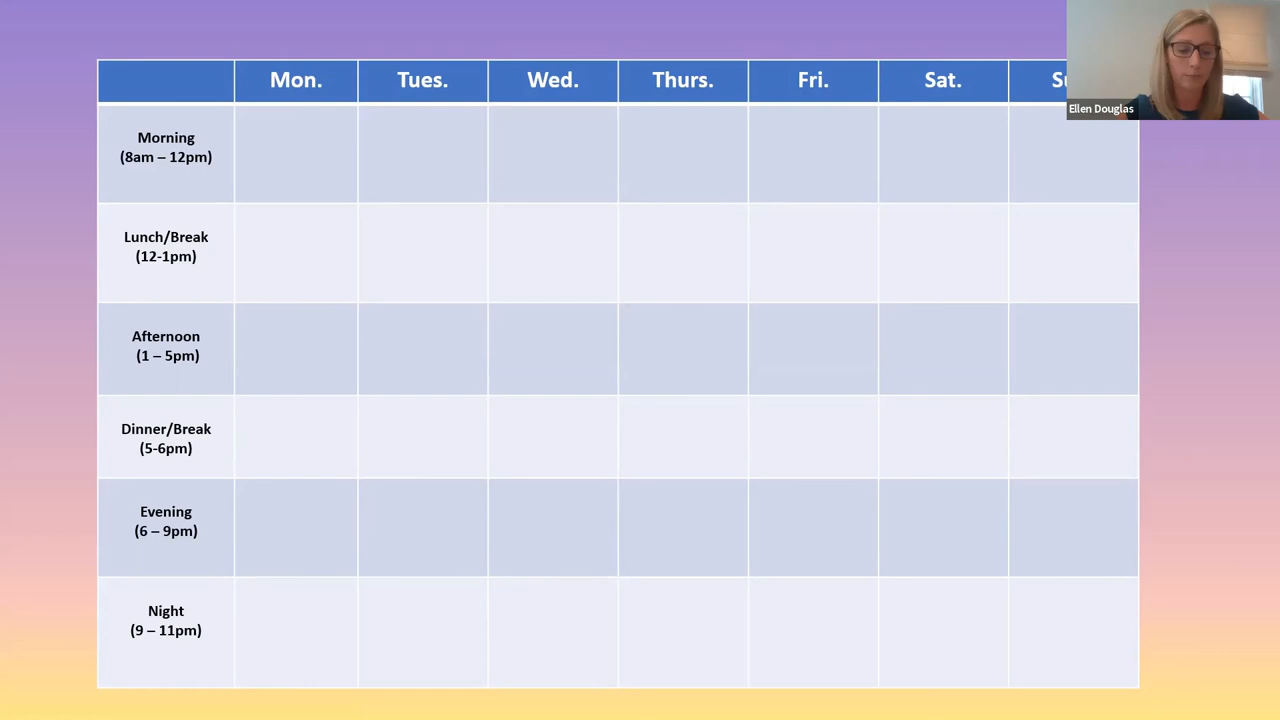 Mon. Tues. Wed. Thurs. Fri. Sat.
Ellen Douglas
Morning
(8am – 12pm)
Lunch/Break
(12-1pm)
Afternoon
(1 – 5pm)
Dinner/Break
(5-6pm)
Evening
(6 – 9pm)
Night
(9 – 11pm)